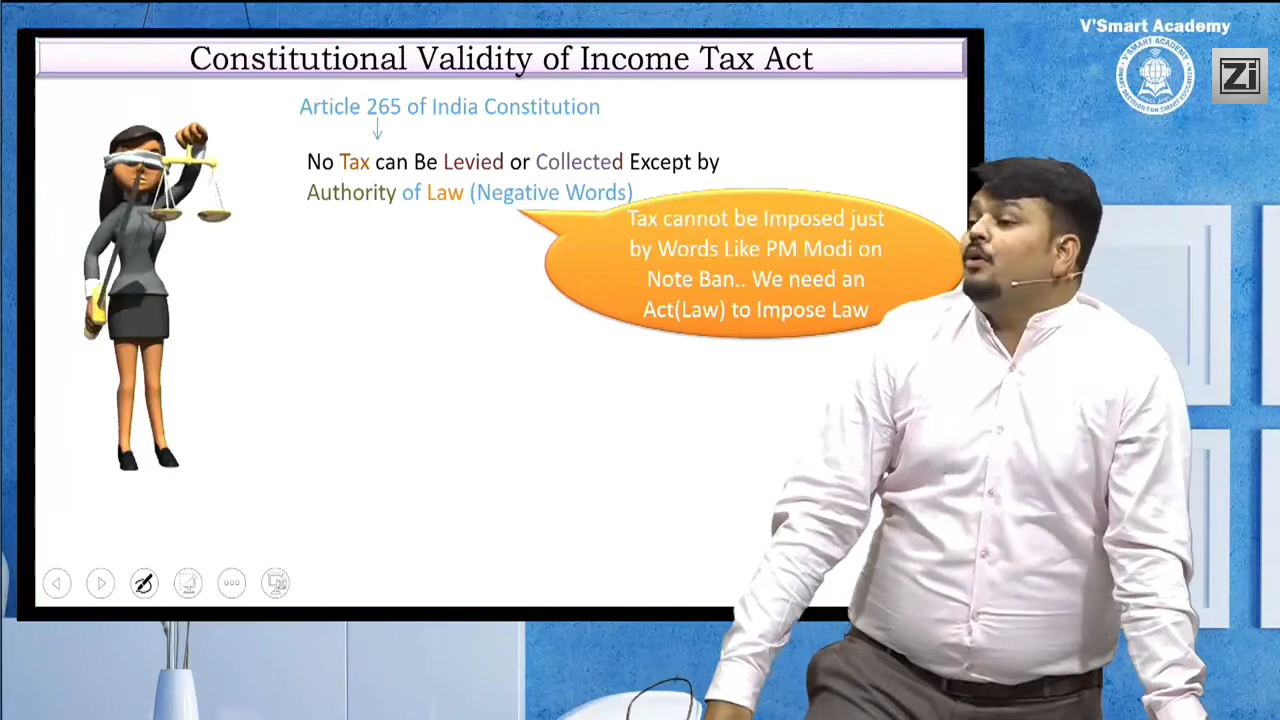 V'Smart Academy
Zi
Constitutional Validity of Income Tax Act
Article 265 of India Constitution
No Tax can Be Levied or Collected Except by
Authority of Law (Negative Words)
Tax cannot be Imposed just
by Words Like PM Modi on
Note Ban.. We need an
Act(Law) to Impose Law